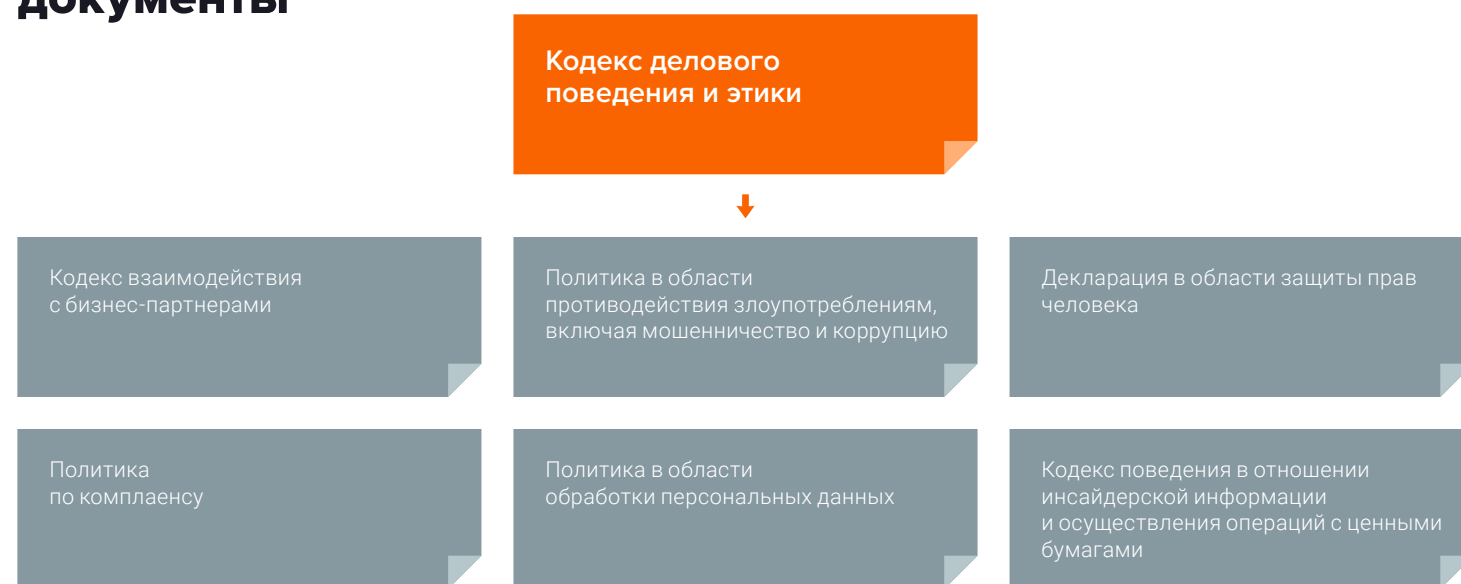 документы
Кодекс делового
поведения и этики
Кодекс взаимодействия
с бизнес-партнерами
Политика в области
противодействия злоупотреблениям,
включая мошенничество и коррупцию
Декларация в области защиты прав
человека
Политика
по комплаенсу
Политика в области
обработки персональных данных
Кодекс поведения в отношении
инсайдерской информации
и осуществления операций с ценными
бумагами